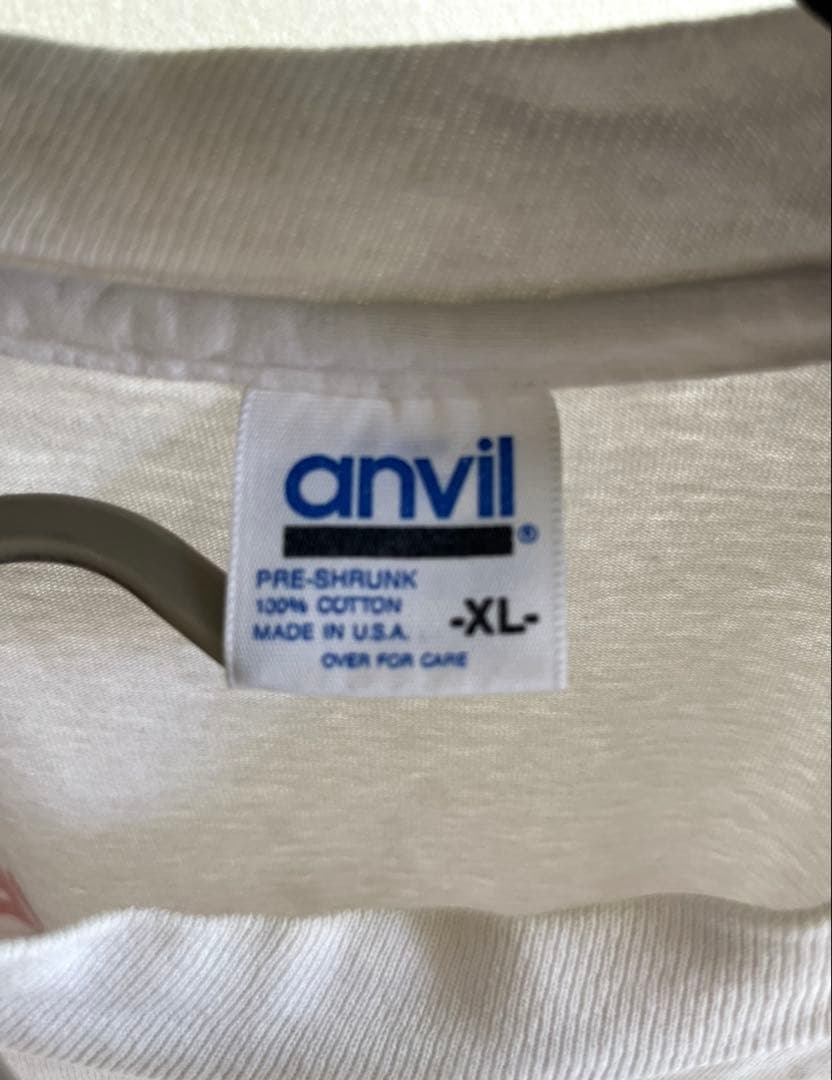 anvil®
PRE-SHRUNK
100% COTTON
MADE IN U.S.A.
-XL-
OVER FOR CARE